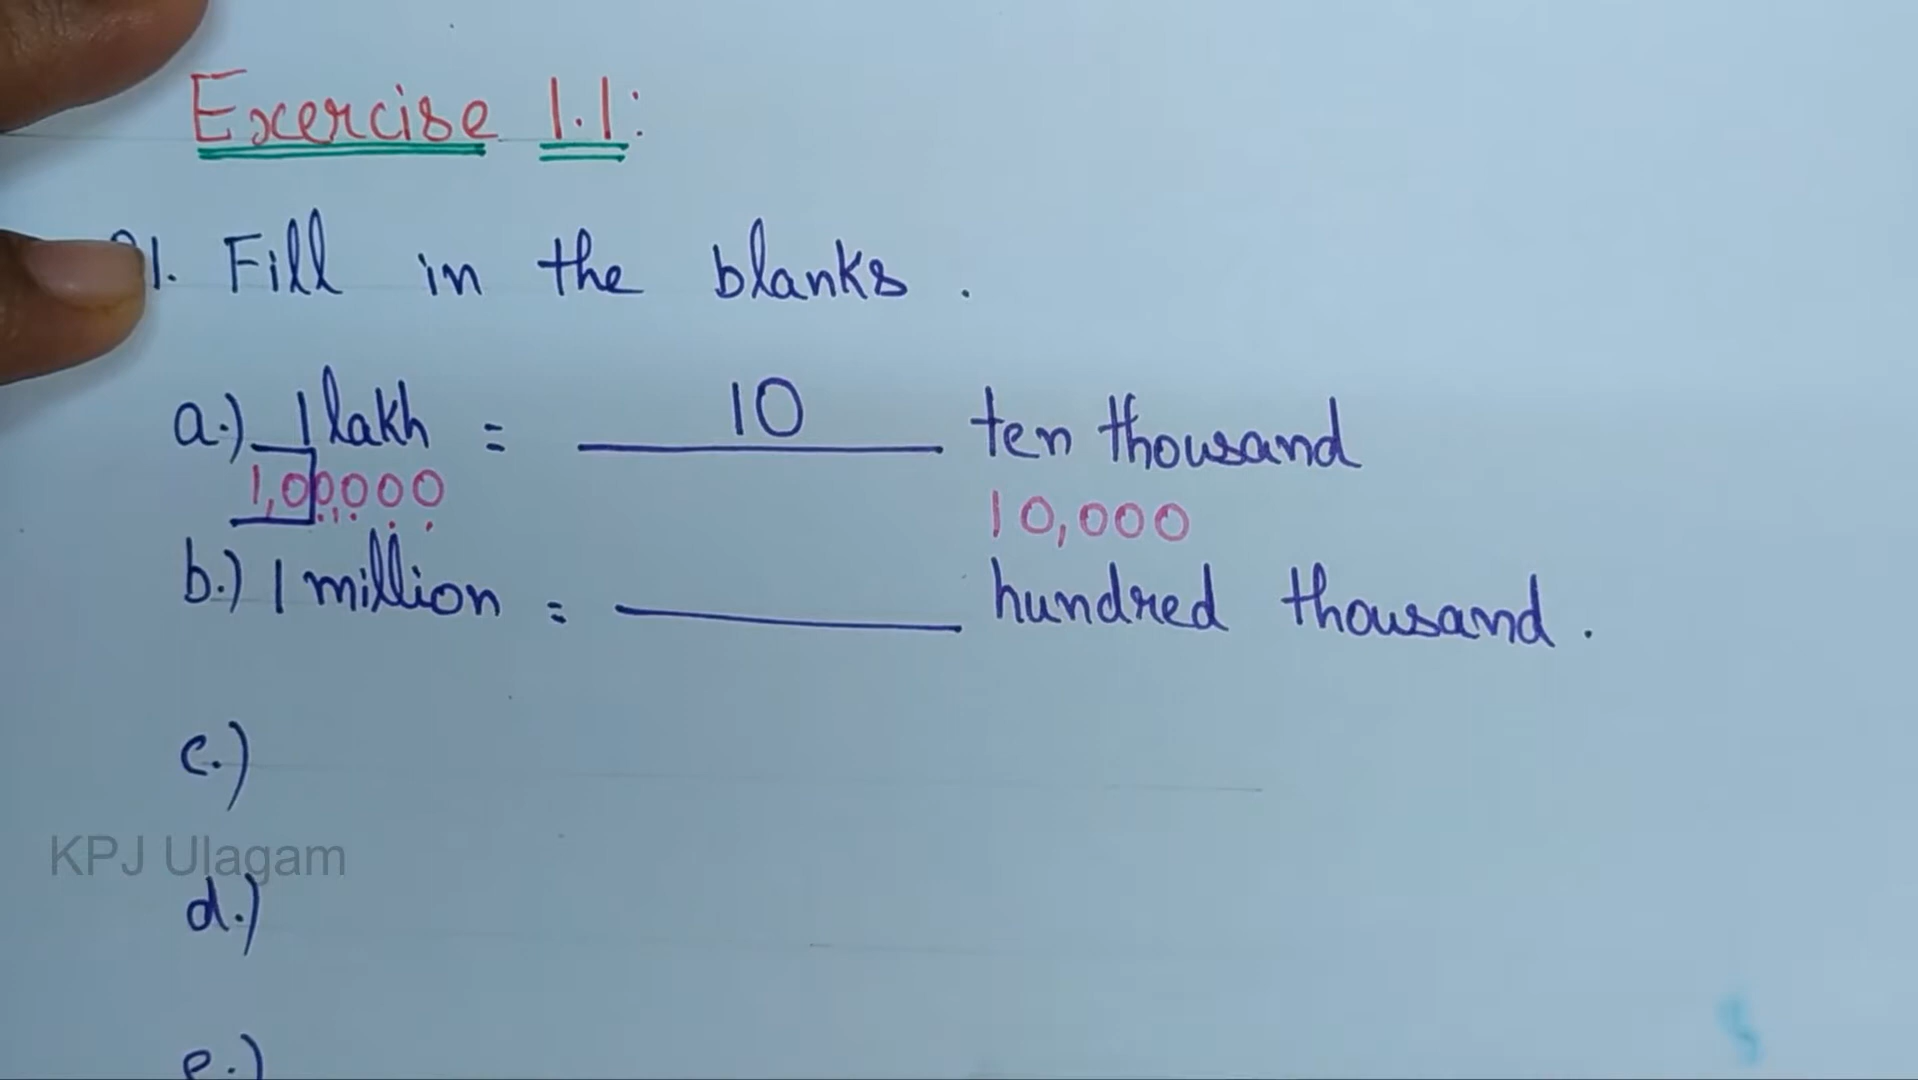 Exercise 1.1:
1. Fill in the blanks.
a.) 1 lakh = 10 ten thousand
1,00,000 10,000
b.) 1 million = ________ hundred thousand.
c.)
KPJ Ulagam
d.)
e.)